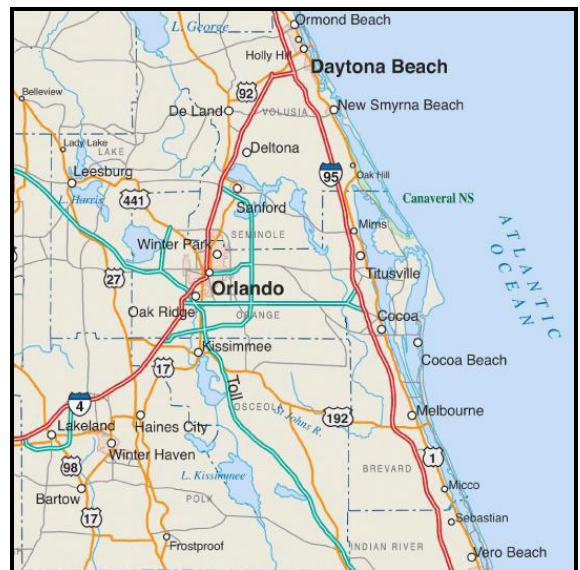 L. George
Ormond Beach
Holly Hill
Daytona Beach
Belleview
92
De Land
New Smyrna Beach
VOLUSIA
Lady Lake
LAKE
Deltona
Leesburg
95
Oak Hill
L. Harris
441
Sanford
Canaveral NS
ATLANTIC
OCEAN
SEMINOLE
Mims
Winter Park
27
Titusville
Orlando
Oak Ridge
ORANGE
Cocoa
Kissimmee
Cocoa Beach
17
Toll
4
OSCEOLA
St Johns R.
192
Melbourne
Lakeland
Haines City
Winter Haven
98
1
BREVARD
L. Kissimmee
Micco
Bartow
POLK
17
Sebastian
Frostproof
INDIAN RIVER
Vero Beach